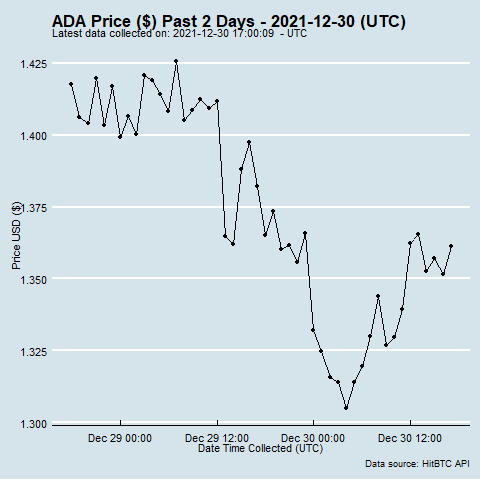 ADA Price ($) Past 2 Days - 2021-12-30 (UTC)
Latest data collected on: 2021-12-30 17:00:09  - UTC
Price USD ($)
1.425
1.400
1.375
1.350
1.325
1.300
Dec 29 00:00
Dec 29 12:00
Dec 30 00:00
Dec 30 12:00
Date Time Collected (UTC)
Data source: HitBTC API